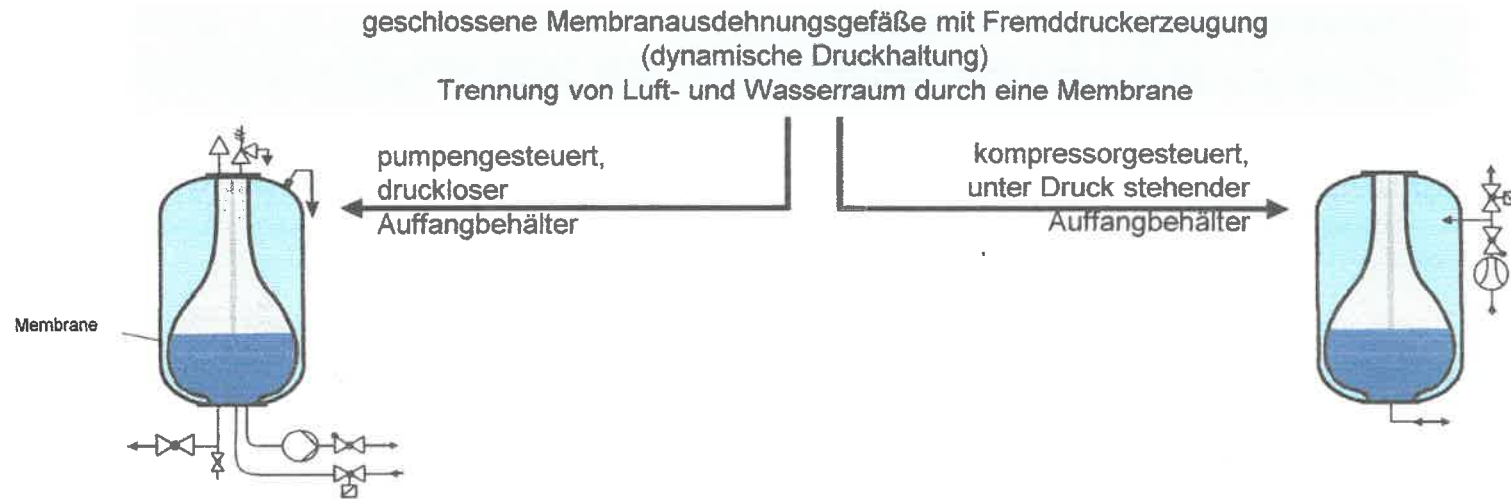 geschlossene Membranausdehnungsgefäße mit Fremddruckerzeugung
(dynamische Druckhaltung)
Trennung von Luft- und Wasserraum durch eine Membrane
pumpengesteuert,
druckloser
Auffangbehälter
kompressorgesteuert,
unter Druck stehender
Auffangbehälter
Membrane